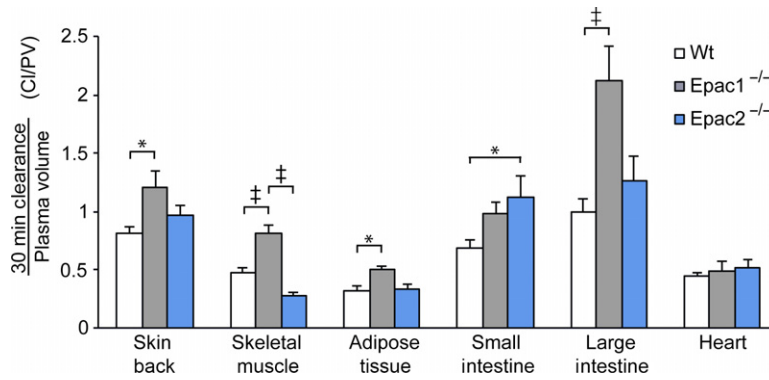 30 min clearance
Plasma volume
(Cl/PV)
2.5
2
1.5
1
0.5
0
*
‡
‡
*
*
‡
Wt
Epac1 −/−
Epac2 −/−
Skin back
Skeletal muscle
Adipose tissue
Small intestine
Large intestine
Heart